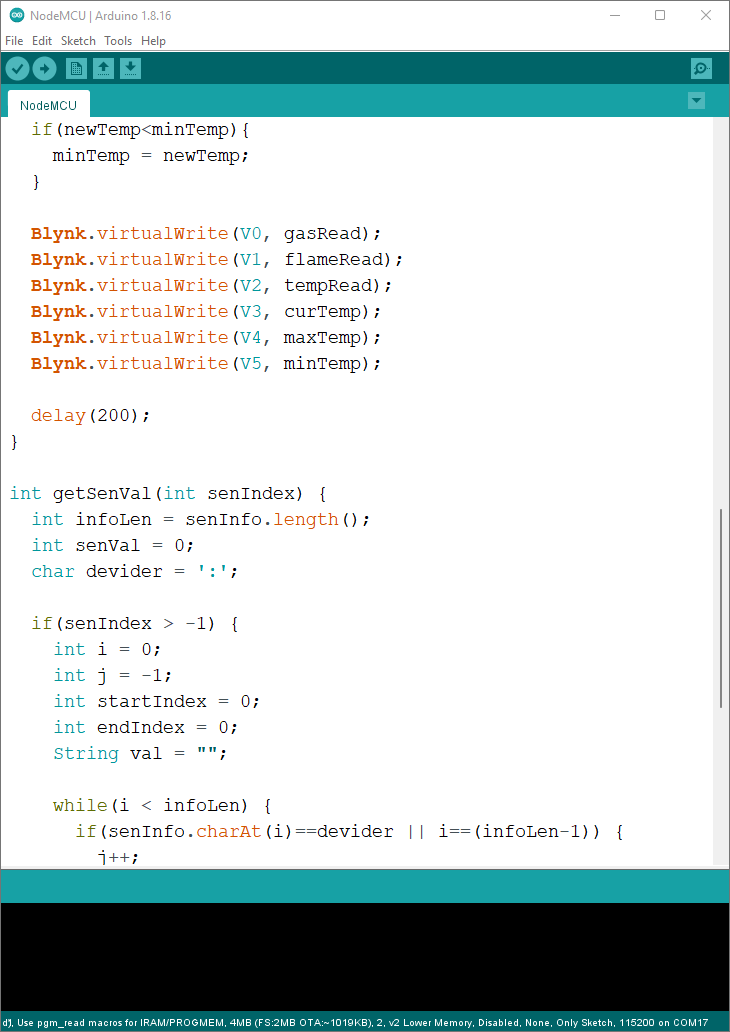 NodeMCU | Arduino 1.8.16
File Edit Sketch Tools Help
NodeMCU
if(newTemp<minTemp){
minTemp = newTemp;
}
Blynk.virtualWrite(V0, gasRead);
Blynk.virtualWrite(V1, flameRead);
Blynk.virtualWrite(V2, tempRead);
Blynk.virtualWrite(V3, curTemp);
Blynk.virtualWrite(V4, maxTemp);
Blynk.virtualWrite(V5, minTemp);
delay(200);
}
int getSenVal(int senIndex) {
int infoLen = senInfo.length();
int senVal = 0;
char devider = ':';
if(senIndex > -1) {
int i = 0;
int j = -1;
int startIndex = 0;
int endIndex = 0;
String val = "";
while(i < infoLen) {
if(senInfo.charAt(i)==devider || i==(infoLen-1)) {
j++;
d), Use pgm_read macros for IRAM/PROGMEM, 4MB (FS:2MB OTA:~1019KB), 2, v2 Lower Memory, Disabled, None, Only Sketch, 115200 on COM17